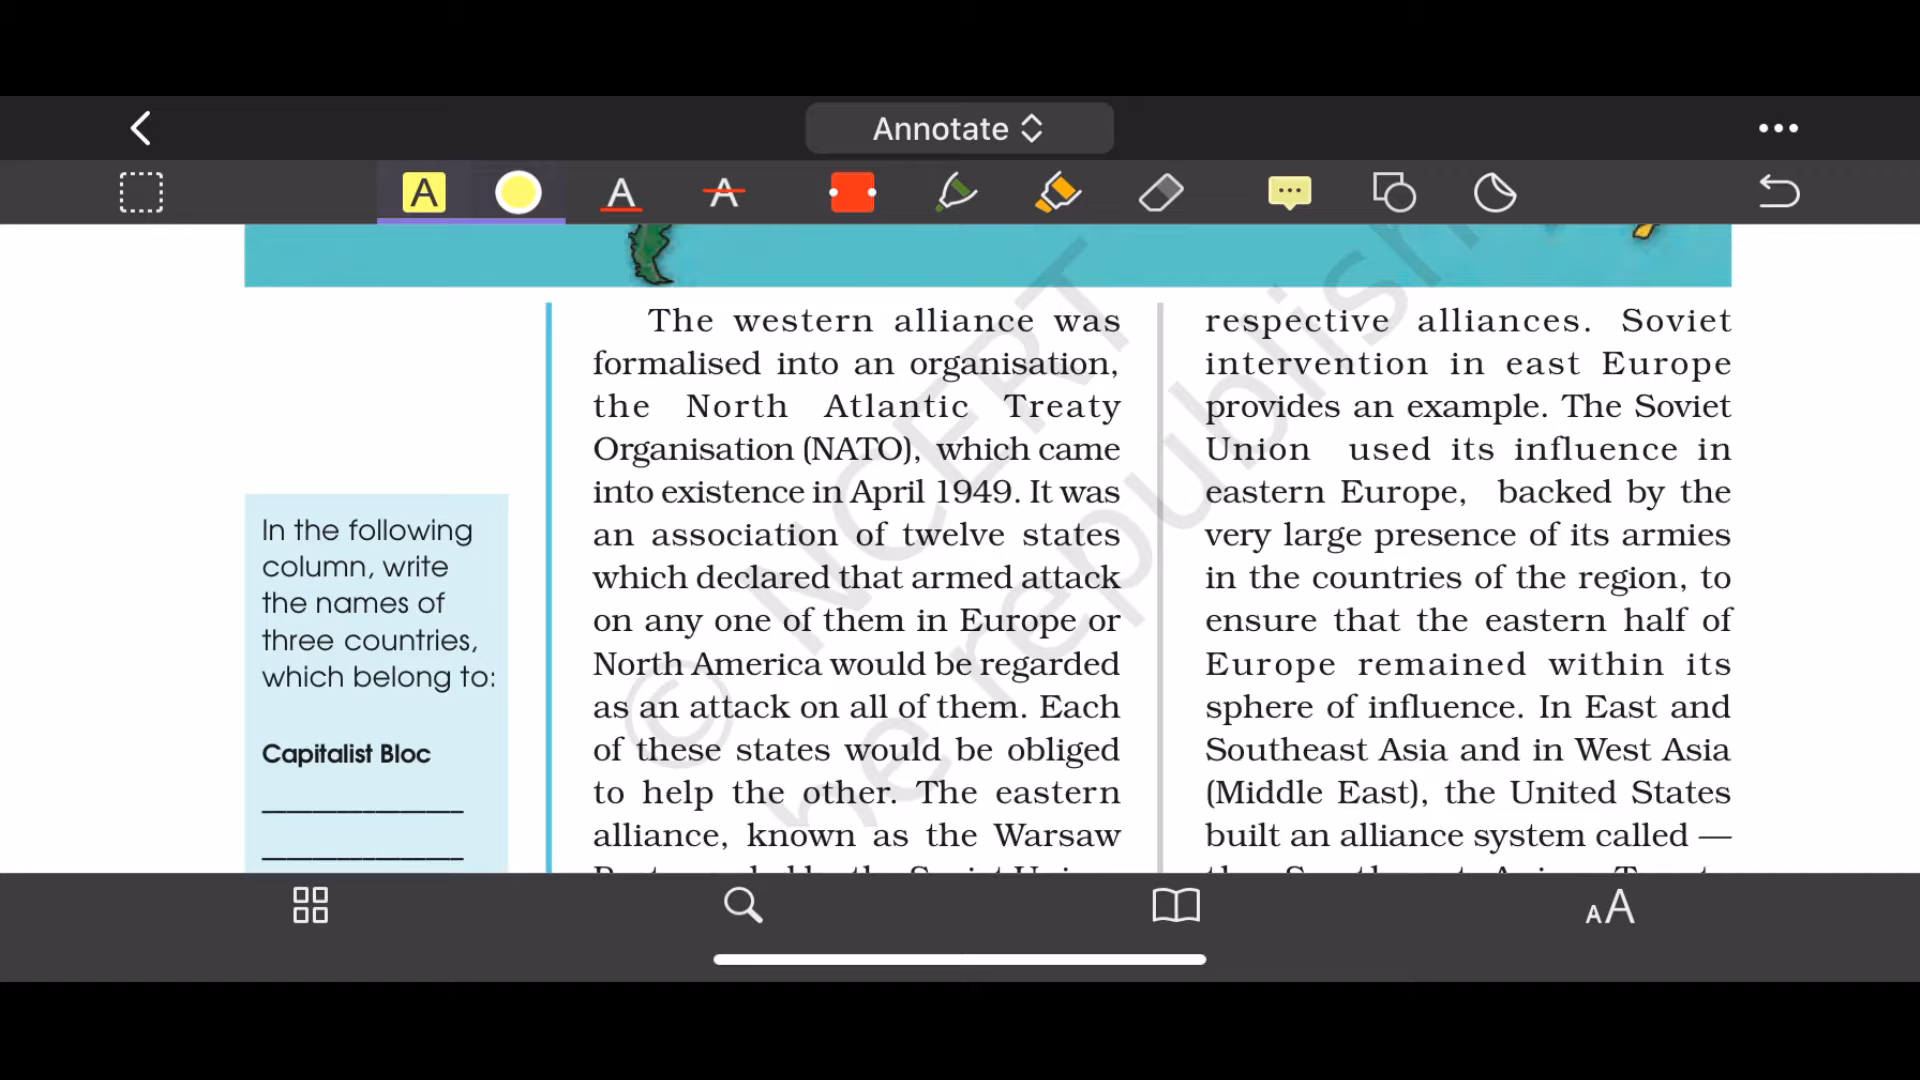 Annotate
A
A
A
The western alliance was
formalised into an organisation,
the North Atlantic Treaty
Organisation (NATO), which came
into existence in April 1949. It was
an association of twelve states
which declared that armed attack
on any one of them in Europe or
North America would be regarded
as an attack on all of them. Each
of these states would be obliged
to help the other. The eastern
alliance, known as the Warsaw
respective alliances. Soviet
intervention in east Europe
provides an example. The Soviet
Union used its influence in
eastern Europe, backed by the
very large presence of its armies
in the countries of the region, to
ensure that the eastern half of
Europe remained within its
sphere of influence. In East and
Southeast Asia and in West Asia
(Middle East), the United States
built an alliance system called —
In the following
column, write
the names of
three countries,
which belong to:
Capitalist Bloc
© NCERT
be republish
AA